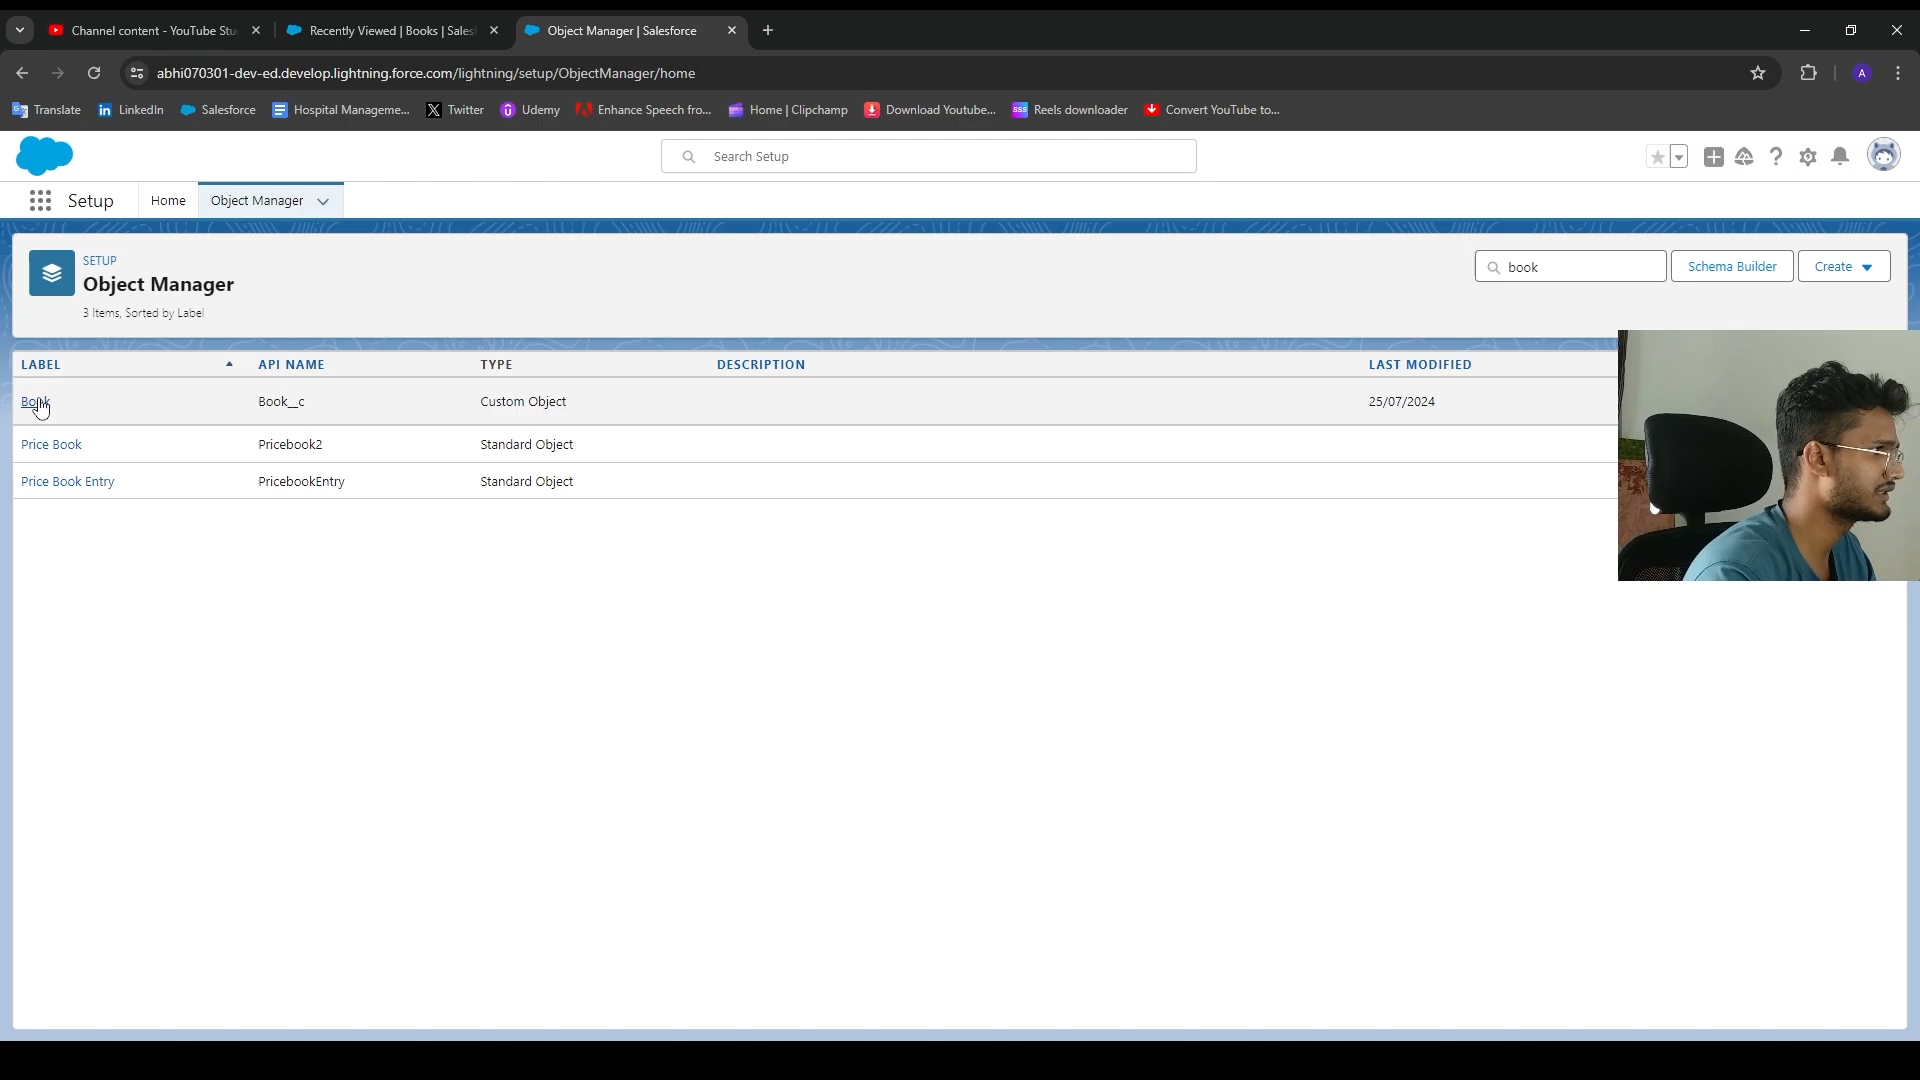 Channel content - YouTube Stu
Recently Viewed | Books | Sales
Object Manager | Salesforce
abhi070301-dev-ed.develop.lightning.force.com/lightning/setup/ObjectManager/home
A
Translate
LinkedIn
Salesforce
Hospital Manageme...
Twitter
Udemy
Enhance Speech fro...
Home | Clipchamp
Download Youtube...
SSS
Reels downloader
Convert YouTube to...
Search Setup
Setup
Home
Object Manager
SETUP
Object Manager
3 Items, Sorted by Label
book
Schema Builder
Create
LABEL API NAME TYPE DESCRIPTION LAST MODIFIED
Book Book__c Custom Object 25/07/2024
Price Book Pricebook2 Standard Object
Price Book Entry PricebookEntry Standard Object